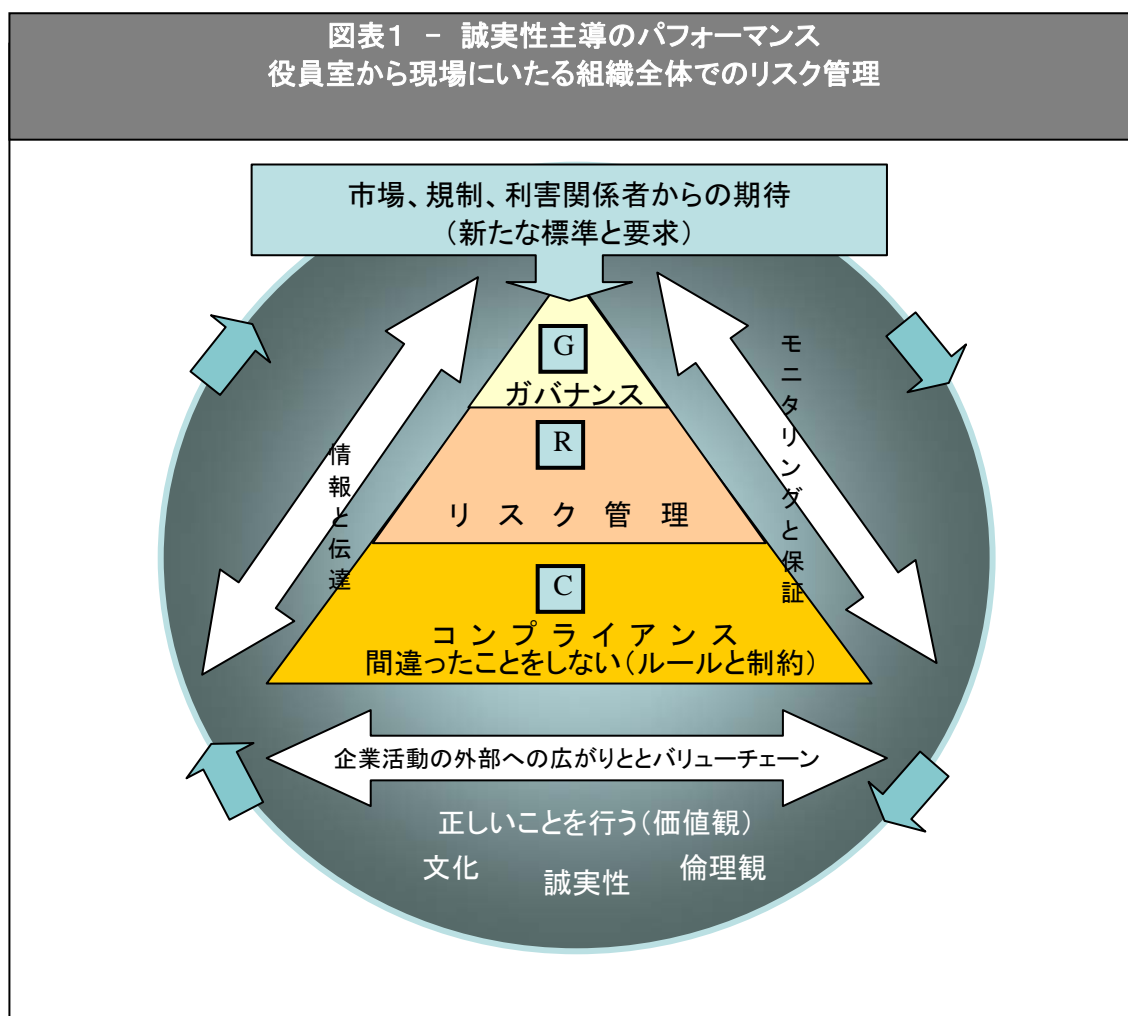 図表1 - 誠実性主導のパフォーマンス
役員室から現場にいたる組織全体でのリスク管理
市場、規制、利害関係者からの期待
(新たな標準と要求)
G
ガバナンス
R
リスク管理
C
コンプライアンス
間違ったことをしない(ルールと制約)
情報と伝達
モニタリングと保証
企業活動の外部への広がりととバリューチェーン
正しいことを行う(価値観)
文化 誠実性 倫理観